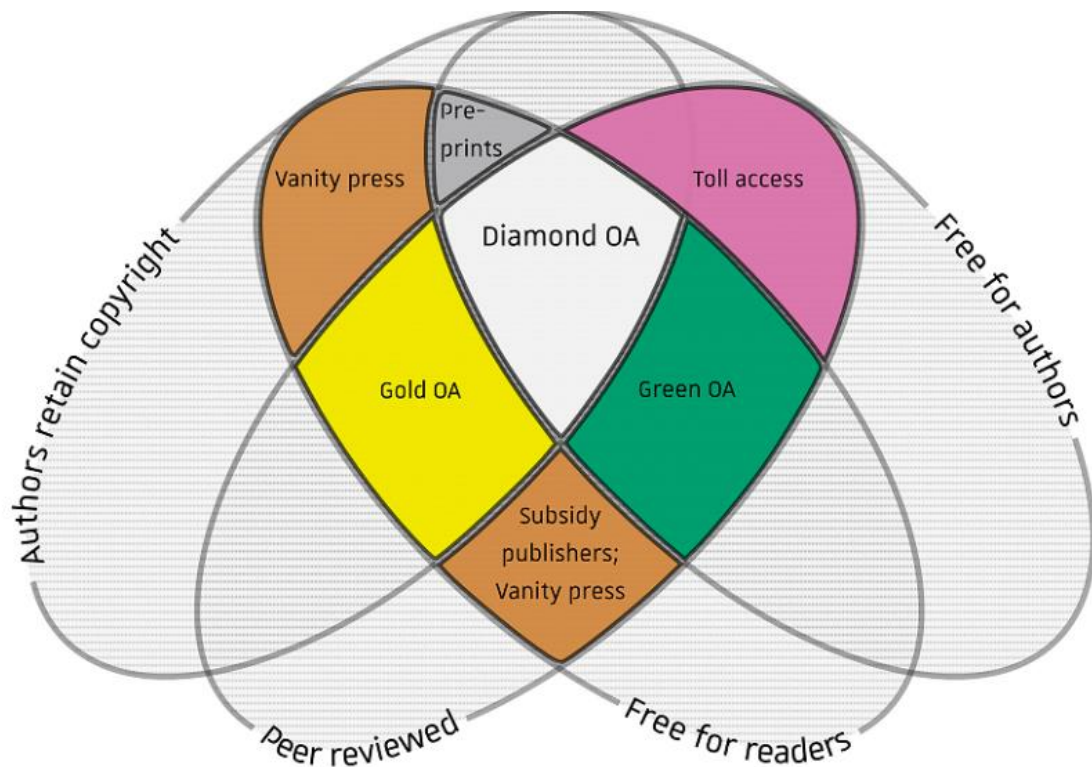 Pre-
prints
Vanity press
Toll access
Diamond OA
Authors retain copyright
Free for authors
Gold OA
Green OA
Subsidy
publishers;
Vanity press
Peer reviewed
Free for readers